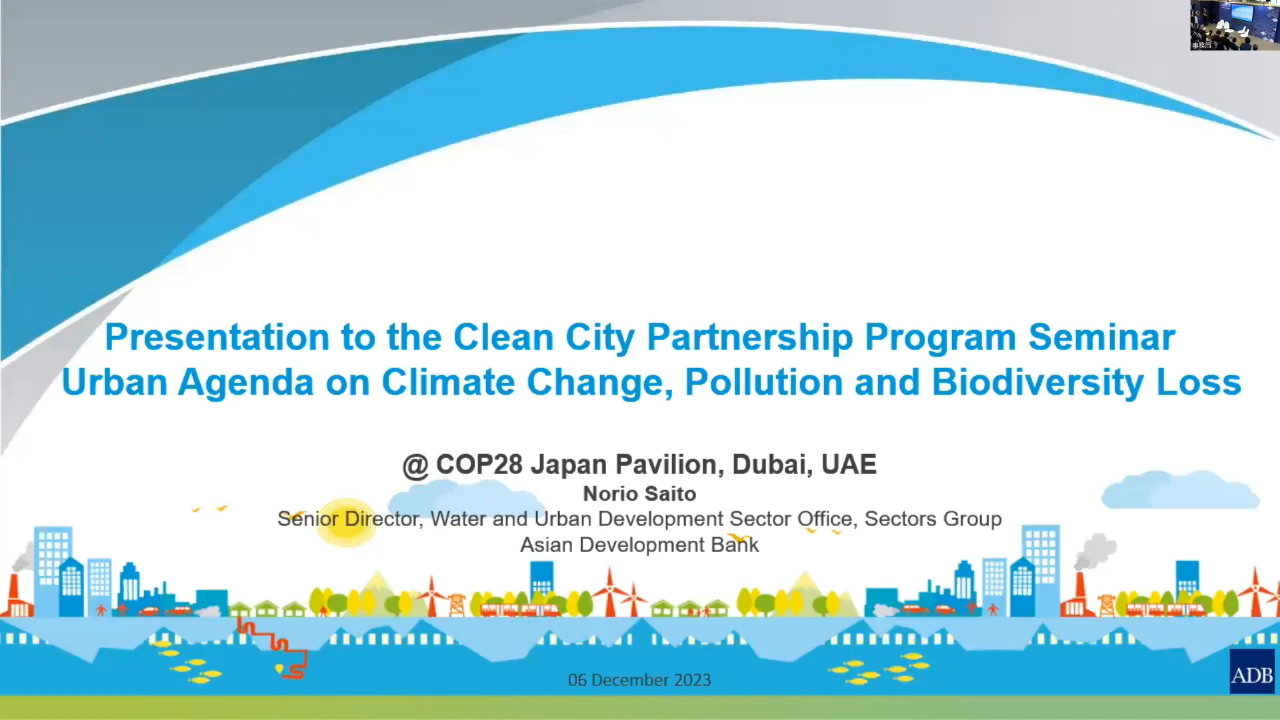 Presentation to the Clean City Partnership Program Seminar
Urban Agenda on Climate Change, Pollution and Biodiversity Loss
@ COP28 Japan Pavilion, Dubai, UAE
Norio Saito
Senior Director, Water and Urban Development Sector Office, Sectors Group
Asian Development Bank
06 December 2023
ADB